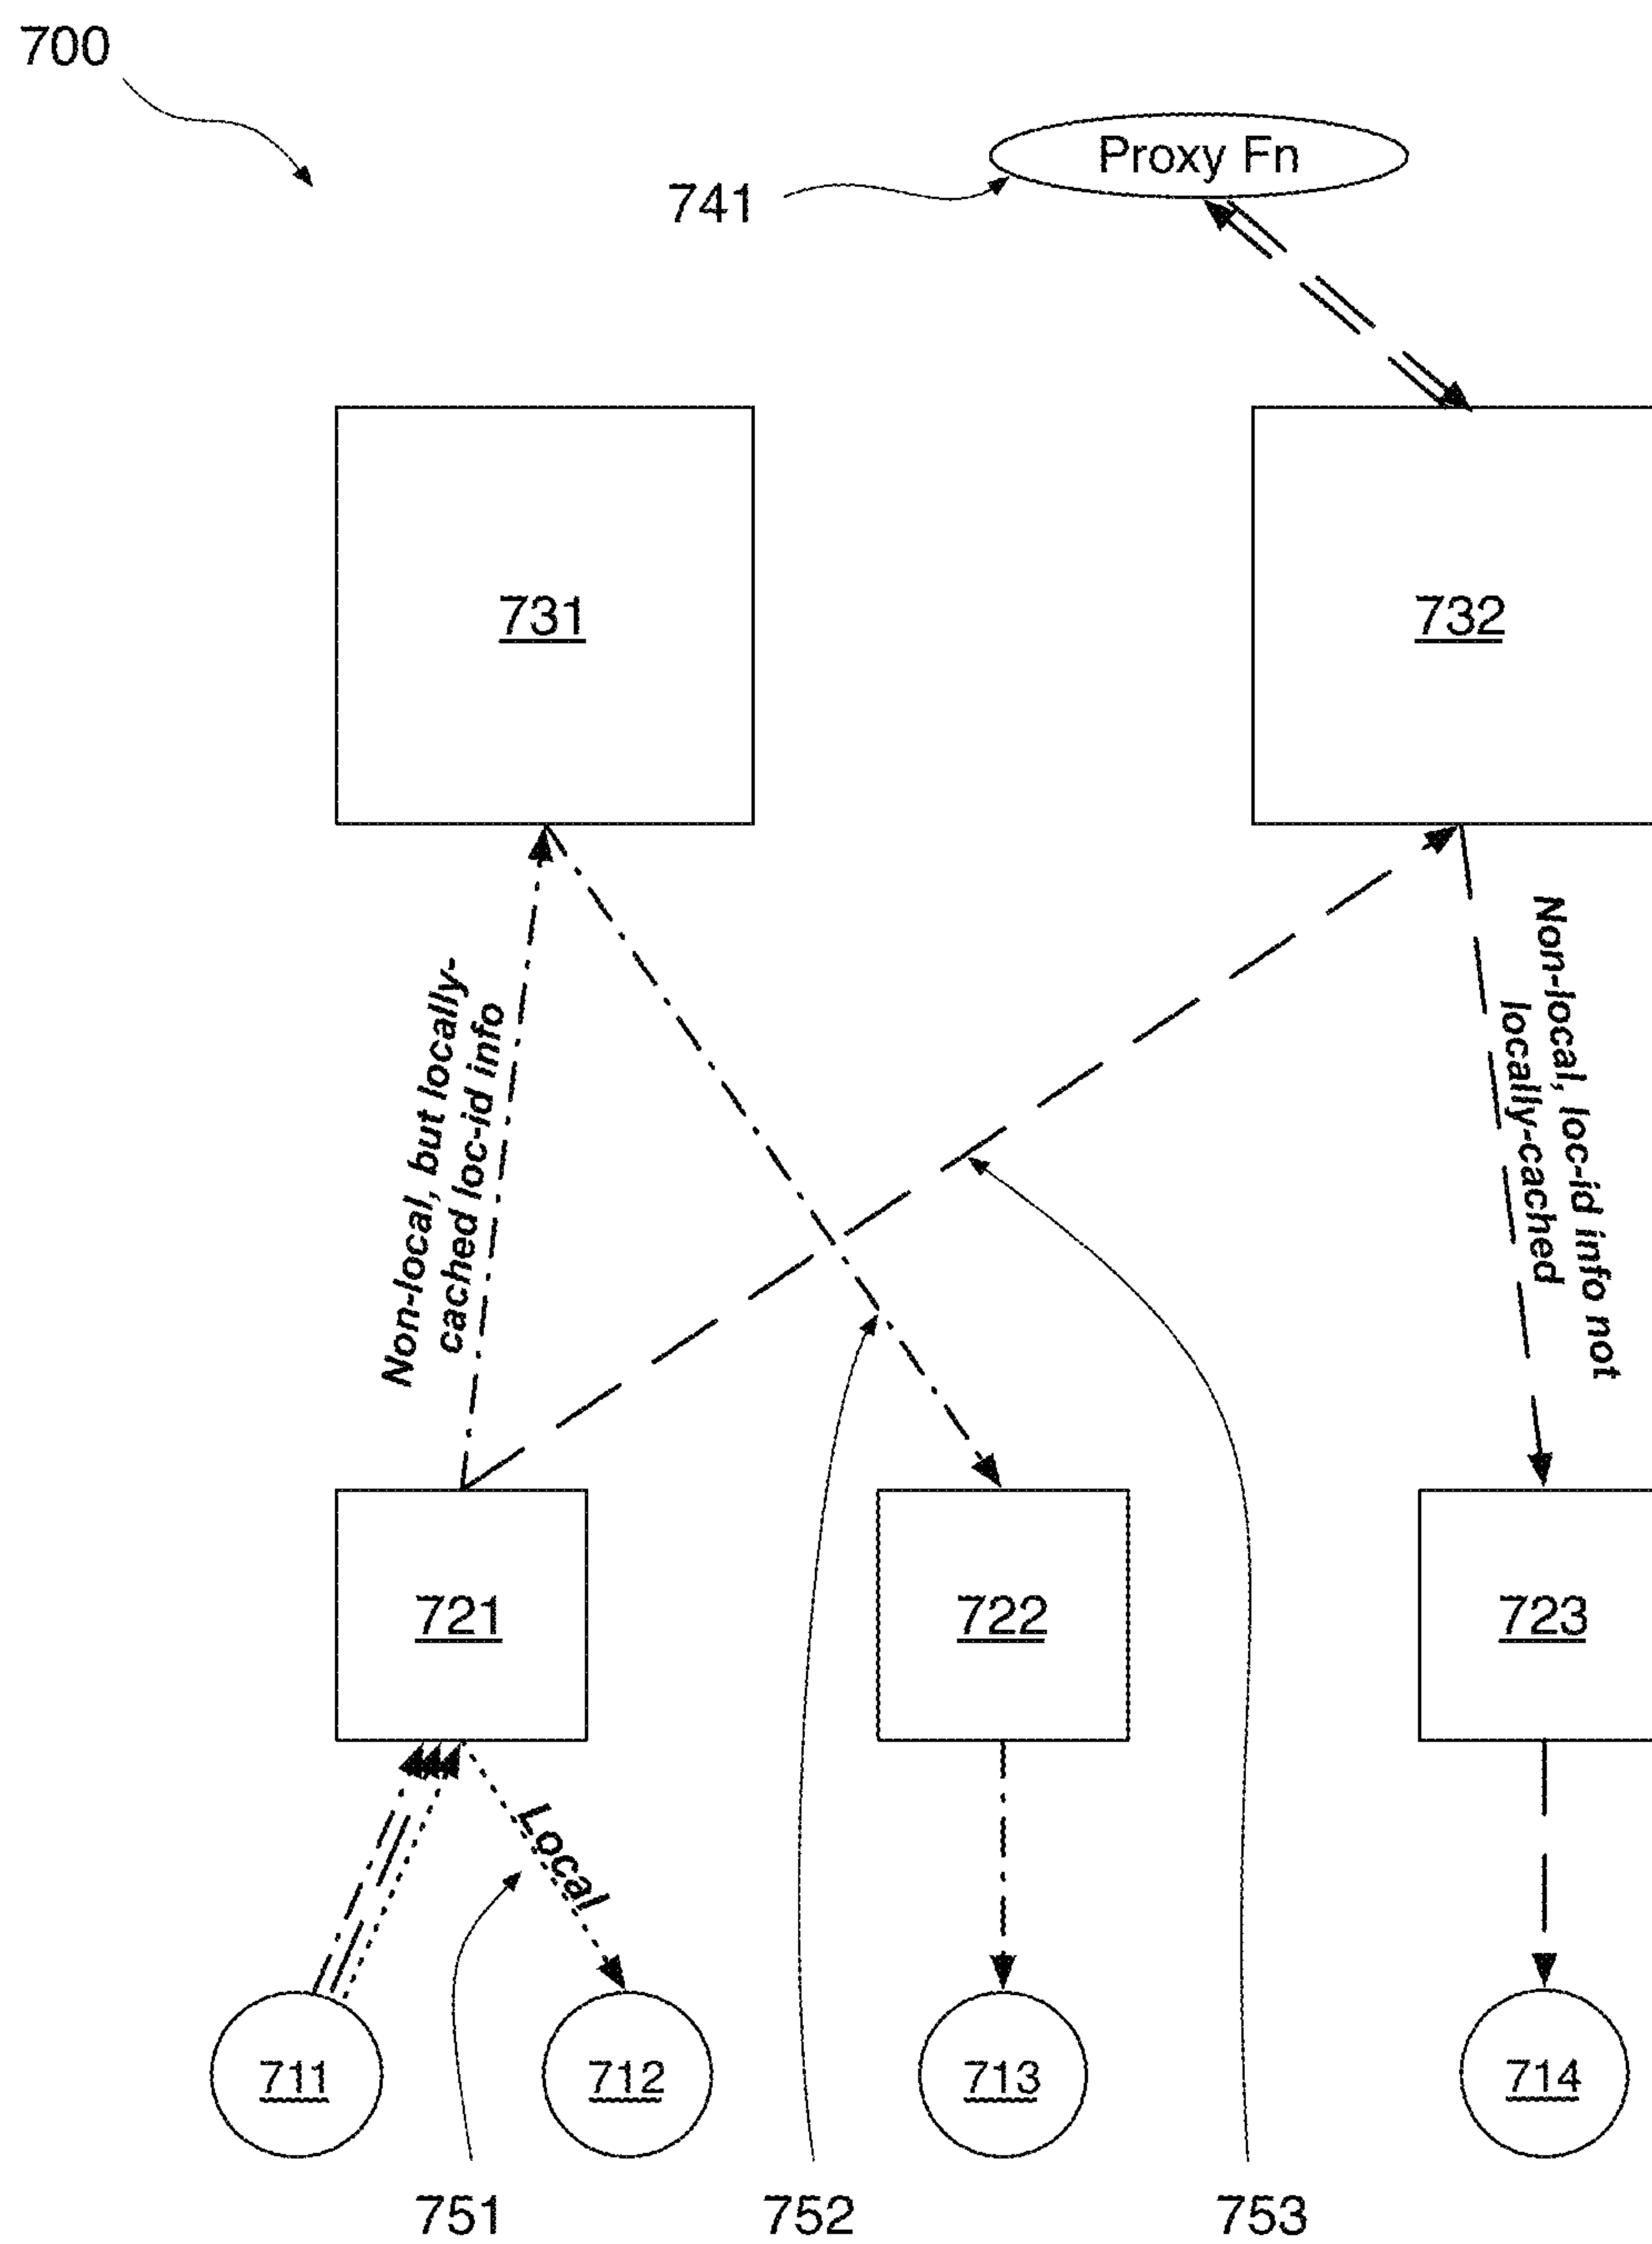 700
Proxy Fn
741
731
732
Non-local, but locally-
cached loc-id info
Non-local, loc-id info not
locally-cached
721
722
723
Local
711
712
713
714
751
752
753